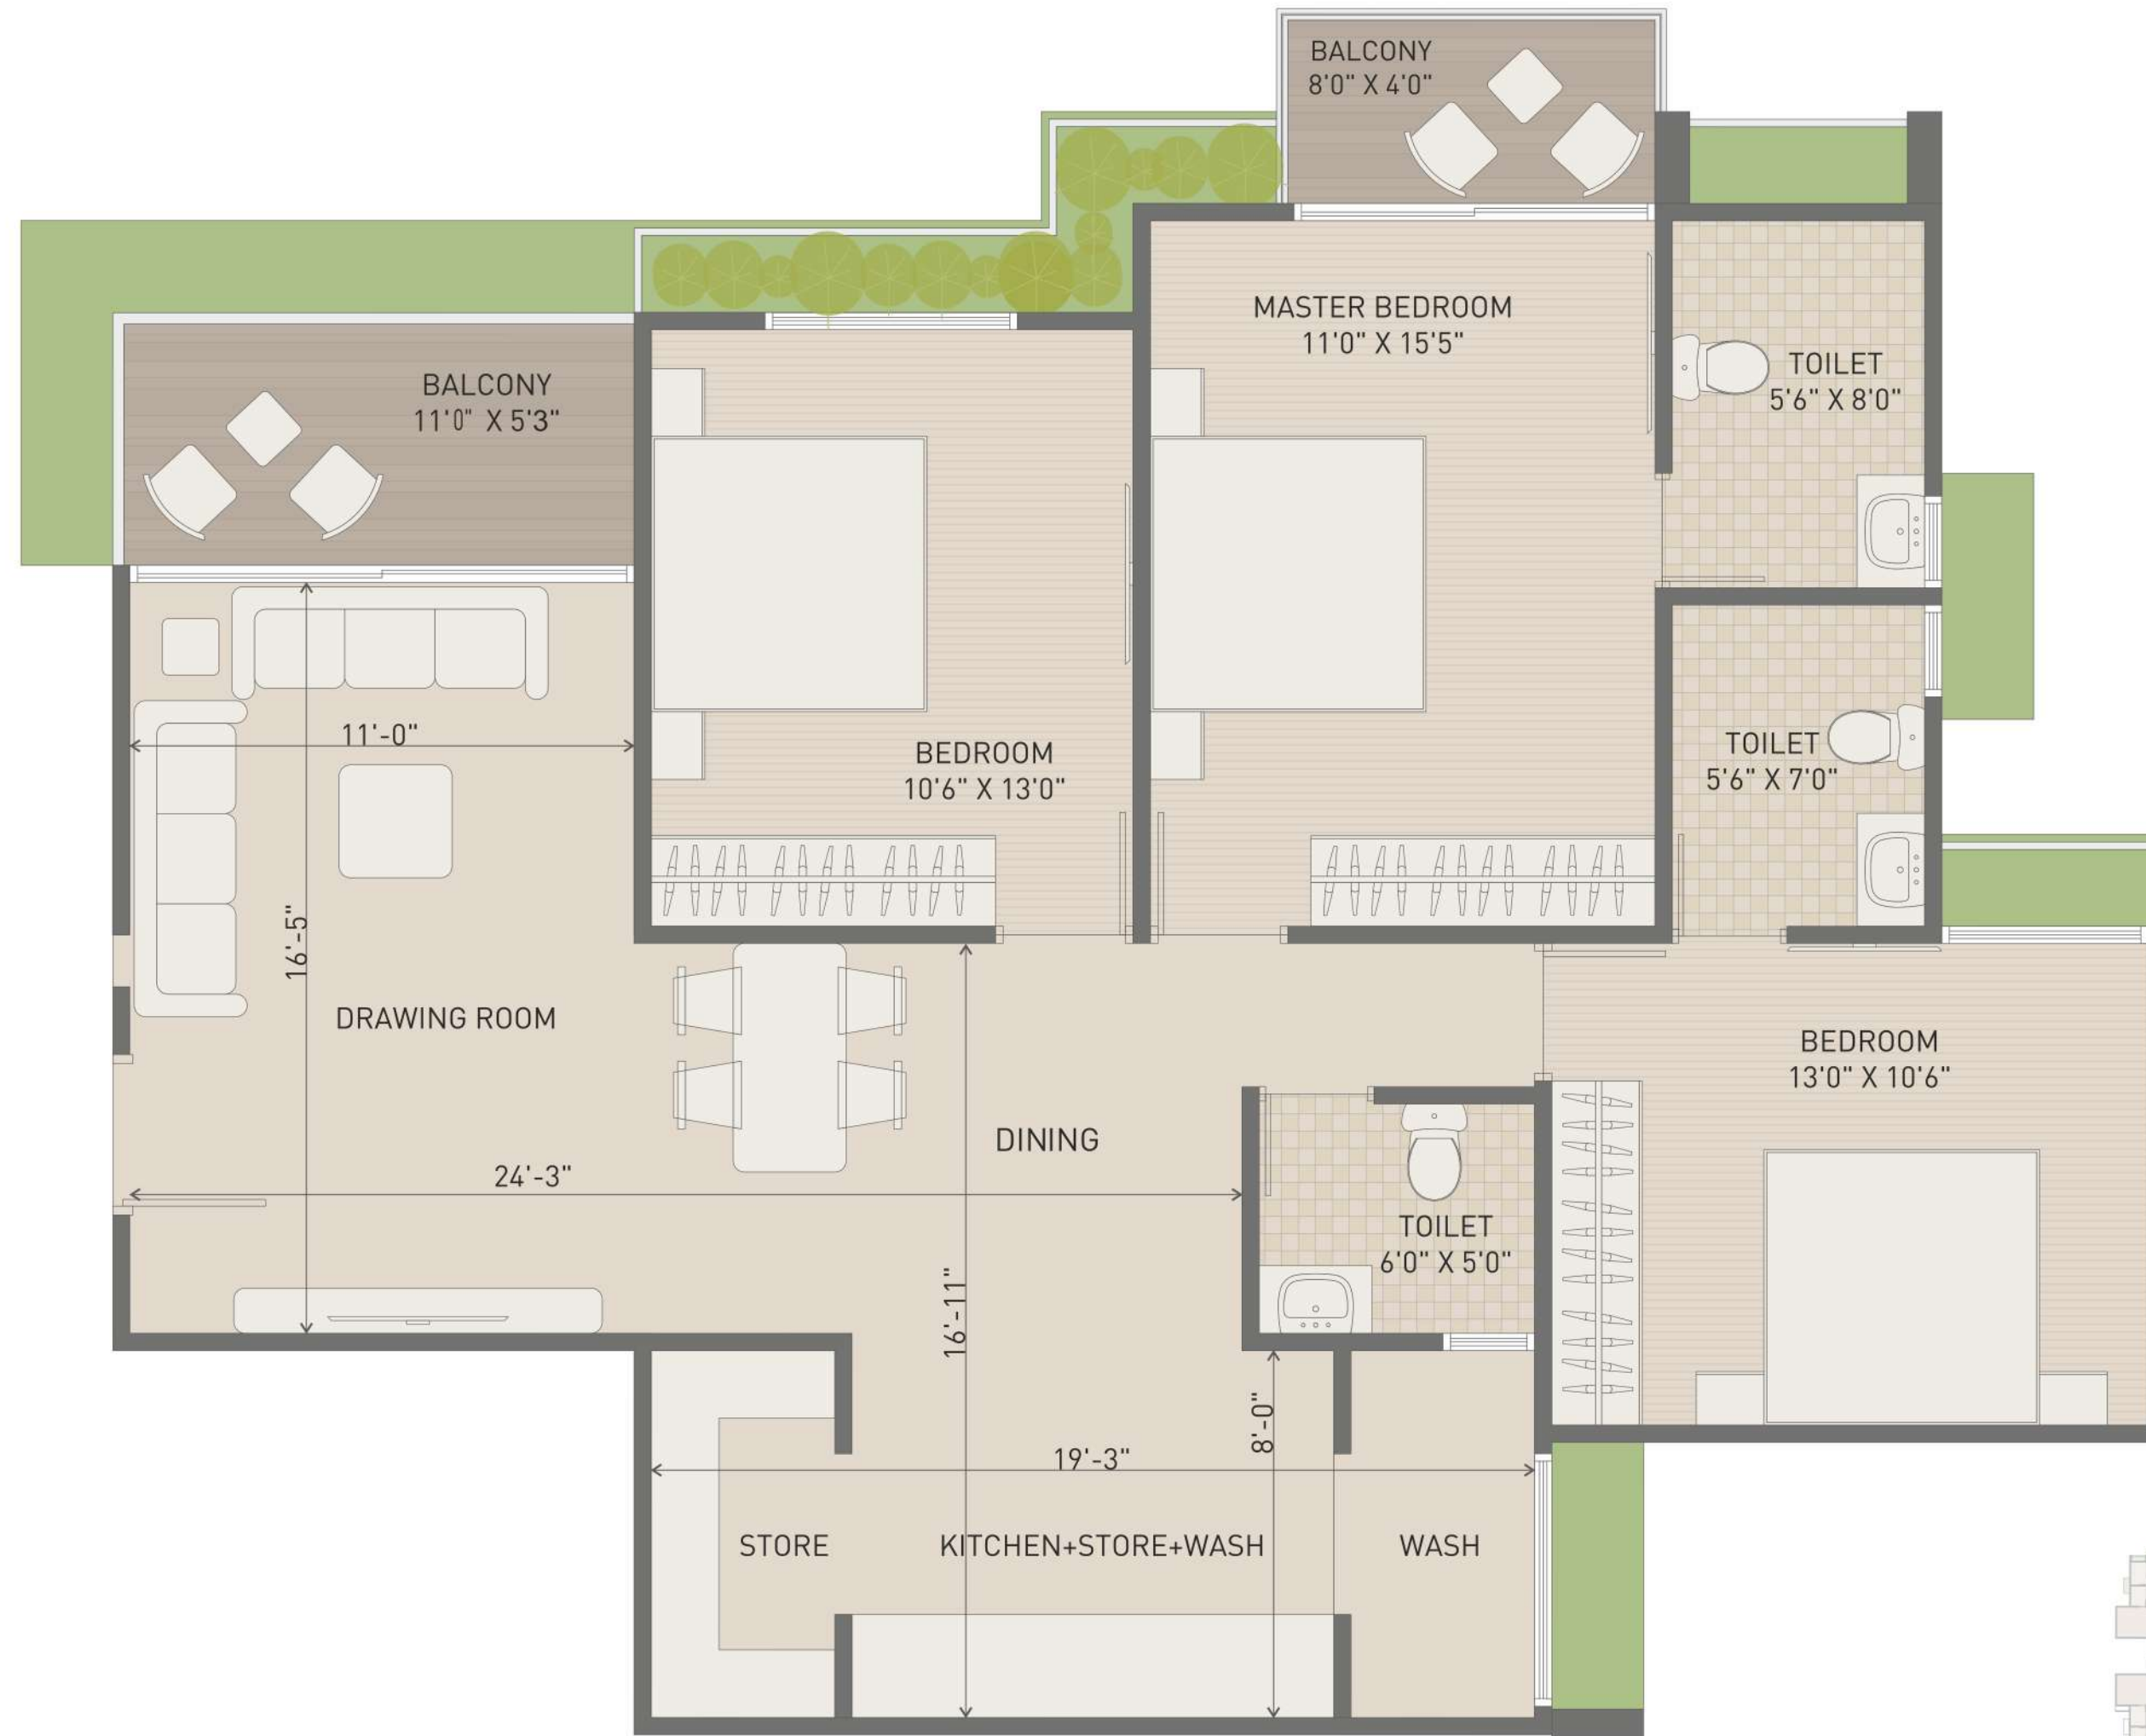 BALCONY
8'0" X 4'0"
MASTER BEDROOM
11'0" X 15'5"
TOILET
5'6" X 8'0"
BALCONY
11'0" X 5'3"
11'-0"
BEDROOM
10'6" X 13'0"
TOILET
5'6" X 7'0"
16'-5"
DRAWING ROOM
BEDROOM
13'0" X 10'6"
DINING
24'-3"
TOILET
6'0" X 5'0"
16'-11"
8'-0"
19'-3"
STORE
KITCHEN+STORE+WASH
WASH